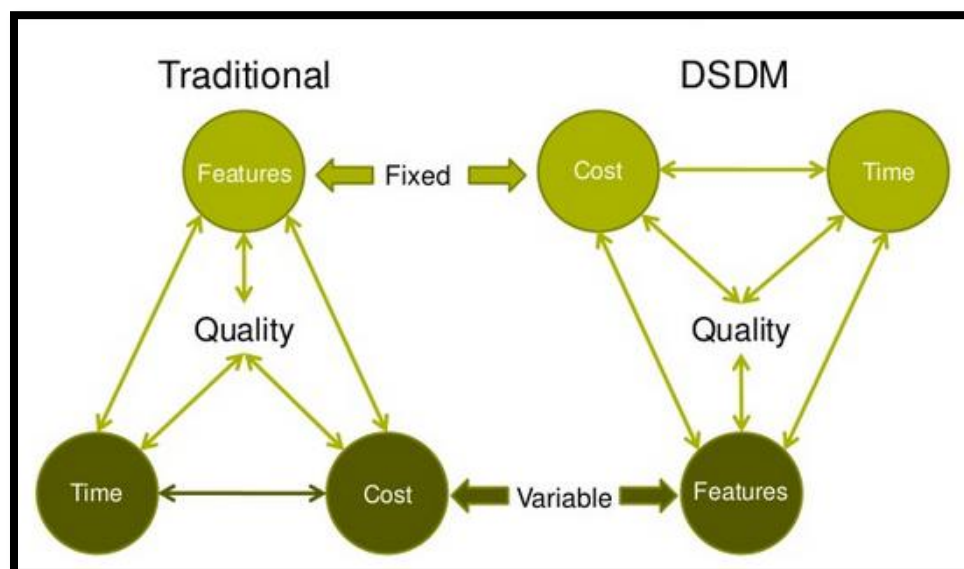 Traditional
DSDM
Features
Fixed
Cost
Time
Quality
Quality
Time
Cost
Variable
Features